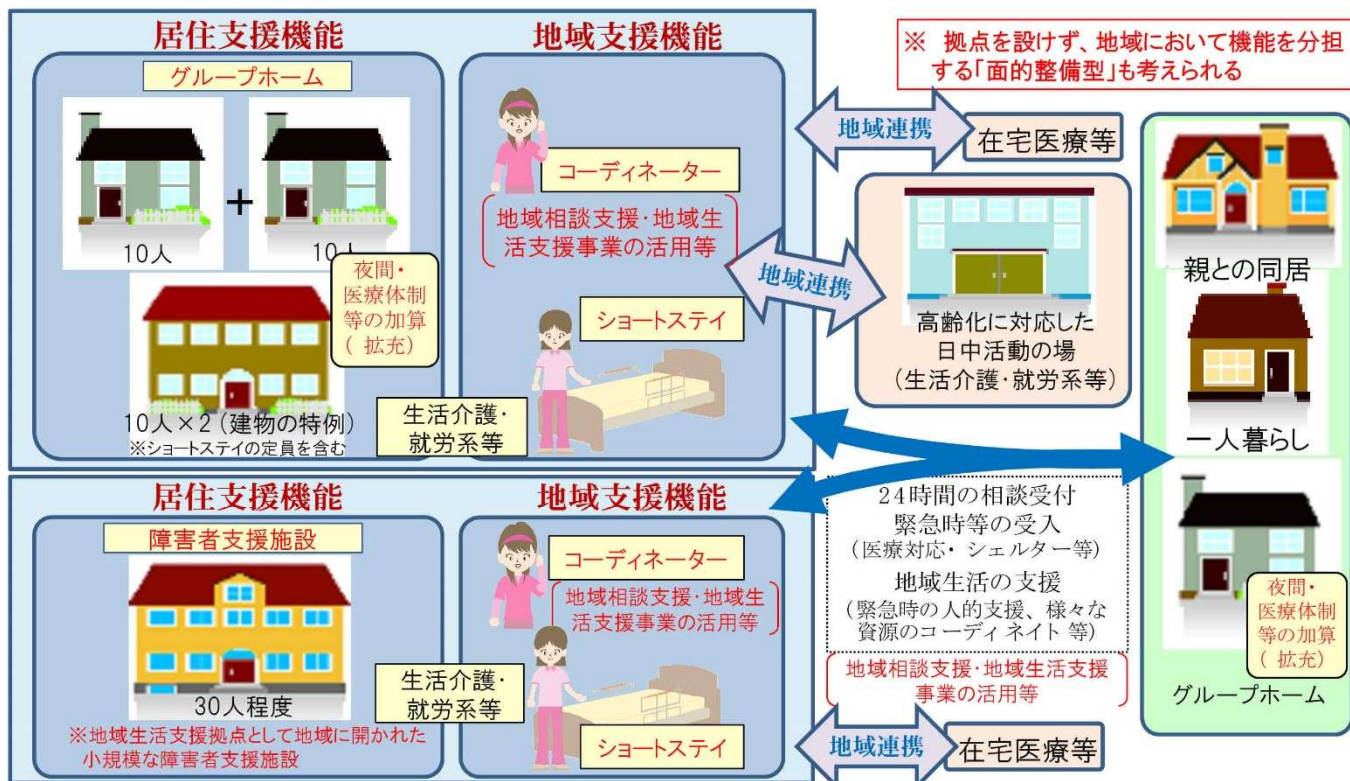 居住支援機能
グループホーム
+
10人
10人
夜間・
医療体制
等の加算
( 拡充)
10人×2 (建物の特例)
※ショートステイの定員を含む
地域支援機能
コーディネーター
地域相談支援・地域生
活支援事業の活用等
ショートステイ
生活介護・
就労系等
※ 拠点を設けず、地域において機能を分担
する「面的整備型」も考えられる
地域連携
在宅医療等
地域連携
高齢化に対応した
日中活動の場
(生活介護・就労系等)
親との同居
一人暮らし
夜間・
医療体制
等の加算
( 拡充)
グループホーム
24時間の相談受付
緊急時等の受入
(医療対応・ シェルター等)
地域生活の支援
(緊急時の人的支援、様々な
資源のコーディネイト 等)
地域相談支援・地域生活支援
事業の活用等
居住支援機能
障害者支援施設
30人程度
※地域生活支援拠点として地域に開かれた
小規模な障害者支援施設
地域支援機能
コーディネーター
地域相談支援・地域生
活支援事業の活用等
生活介護・
就労系等
ショートステイ
地域連携
在宅医療等